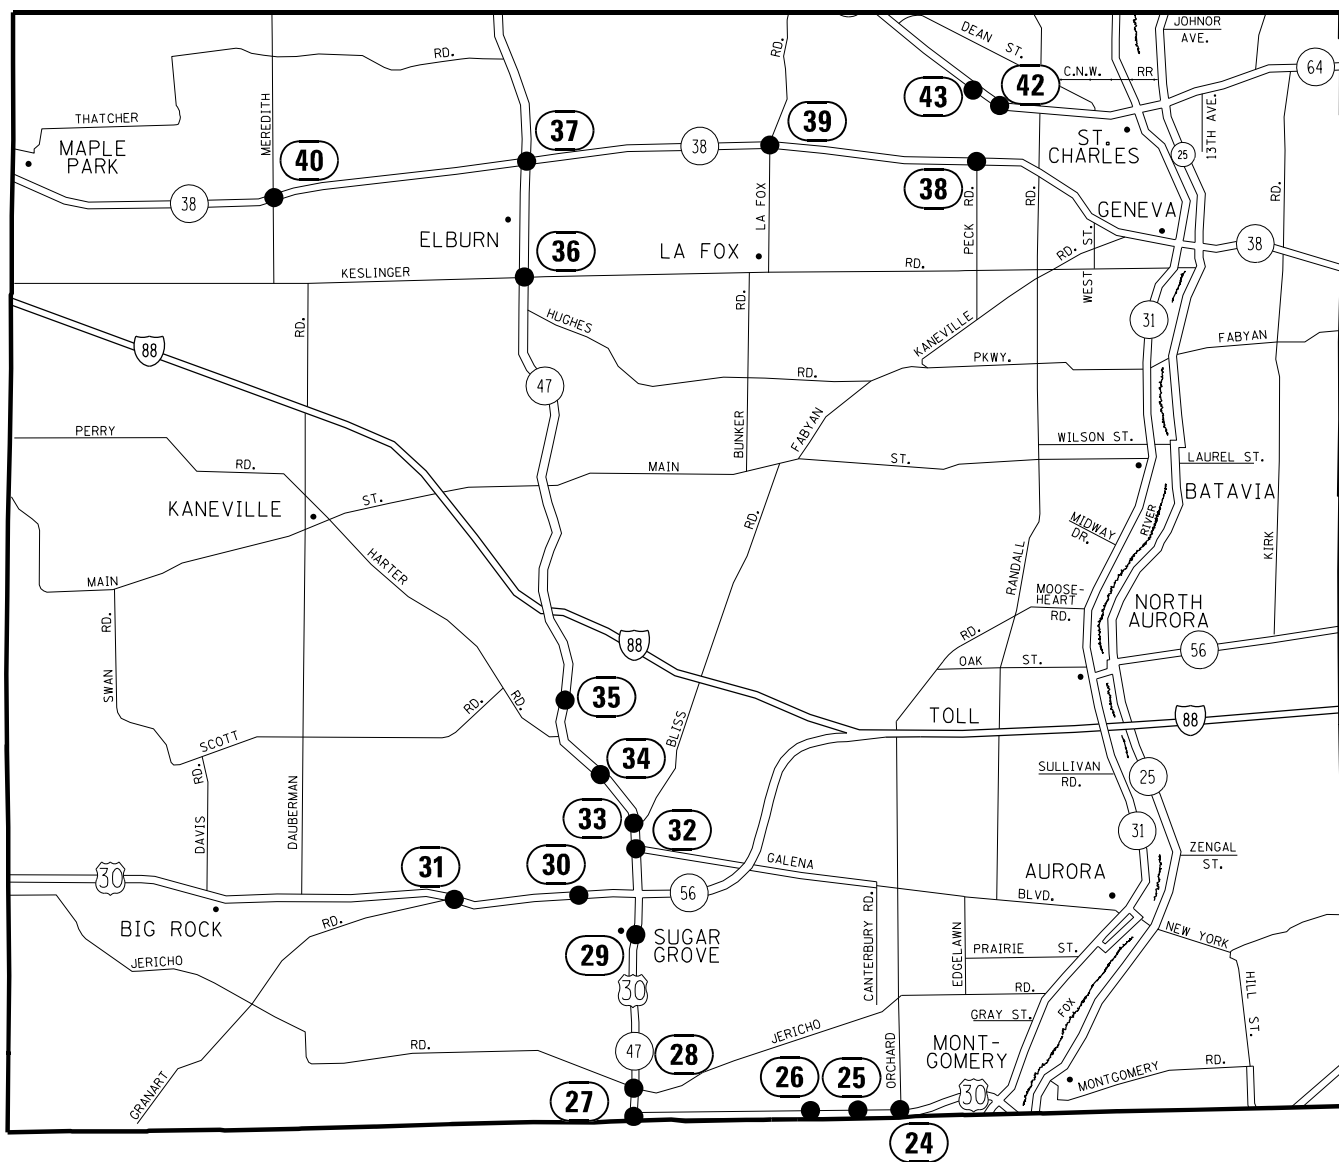 DEAN ST.
JOHNOR
AVE.
RD.
RD.
C.N.W. RR
64
43
42
THATCHER
MAPLE
PARK
MEREDITH
40
37
38
39
ST.
CHARLES
13TH AVE.
25
38
38
LA FOX
PECK RD.
RD.
RD.
GENEVA
ELBURN
36
LA FOX
WEST ST.
RD.
38
KESLINGER
RD.
RD.
RD.
31
HUGHES
KANEVILLE
FABYAN
88
PKWY.
RD.
47
PERRY
RD.
BUNKER
FABYAN
WILSON ST.
MAIN
ST.
LAUREL ST.
KANEVILLE
ST.
BATAVIA
RD.
MIDWAY
DR.
RIVER
KIRK
HARTER
RANDALL
MAIN
MOOSE-
HEART
RD.
NORTH
AURORA
RD.
RD.
88
56
OAK ST.
SWAN
35
RD.
RD.
TOLL
88
SCOTT
BLISS
34
RD.
SULLIVAN
RD.
25
DAUBERMAN
33
32
31
DAVIS
ZENGAL
ST.
GALENA
30
31
30
56
AURORA
BLVD.
CANTERBURY RD.
BIG ROCK
RD.
SUGAR
GROVE
29
EDGELAWN
PRAIRIE ST.
NEW YORK
JERICHO
30
RD.
HILL ST.
FOX
GRAY ST.
JERICHO
RD.
47
28
ORCHARD
MONT-
GOMERY
RD.
MONTGOMERY
GRANART
27
26
25
30
24